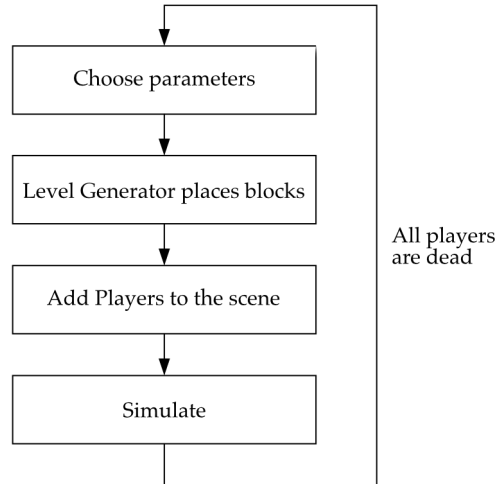 Choose parameters
Level Generator places blocks
Add Players to the scene
Simulate
All players
are dead